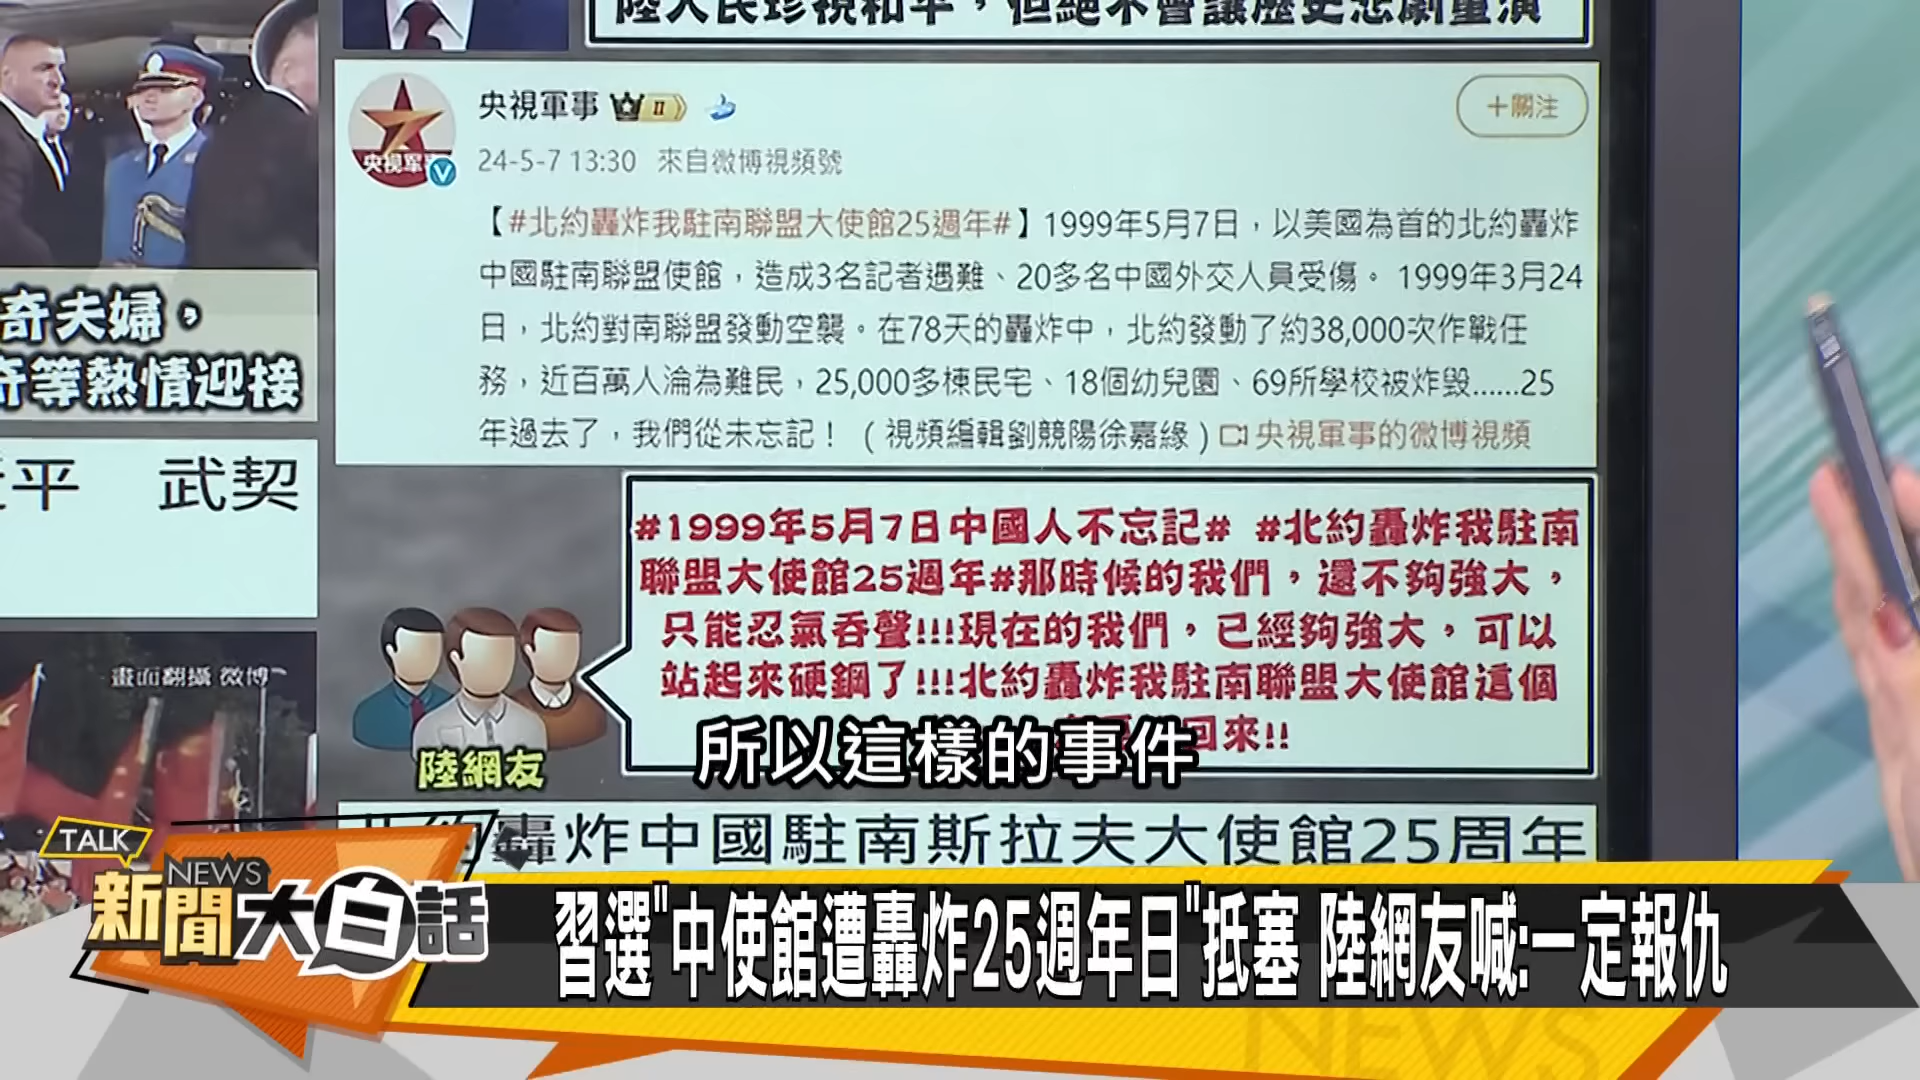 陸人民珍視和平，但絕不會讓歷史悲劇重演
央視軍事 II
+關注
央視軍事
24-5-7 13:30 來自微博視頻號
【#北約轟炸我駐南聯盟大使館25週年#】1999年5月7日，以美國為首的北約轟炸
中國駐南聯盟使館，造成3名記者遇難、20多名中國外交人員受傷。 1999年3月24
日，北約對南聯盟發動空襲。在78天的轟炸中，北約發動了約38,000次作戰任
務，近百萬人淪為難民，25,000多棟民宅、18個幼兒園、69所學校被炸毀......25
年過去了，我們從未忘記！（視頻編輯劉競陽徐嘉緣）央視軍事的微博視頻
奇夫婦，
奇等熱情迎接
近平 武契
畫面翻攝 微博
#1999年5月7日中國人不忘記# #北約轟炸我駐南
聯盟大使館25週年#那時候的我們，還不夠強大，
只能忍氣吞聲!!!現在的我們，已經夠強大，可以
站起來硬鋼了!!!北約轟炸我駐南聯盟大使館這個
回來!!
陸網友
所以這樣的事件
北約轟炸中國駐南斯拉夫大使館25周年
TALK
NEWS
新聞大白話
習選"中使館遭轟炸25週年日"抵塞 陸網友喊:一定報仇
NEWS